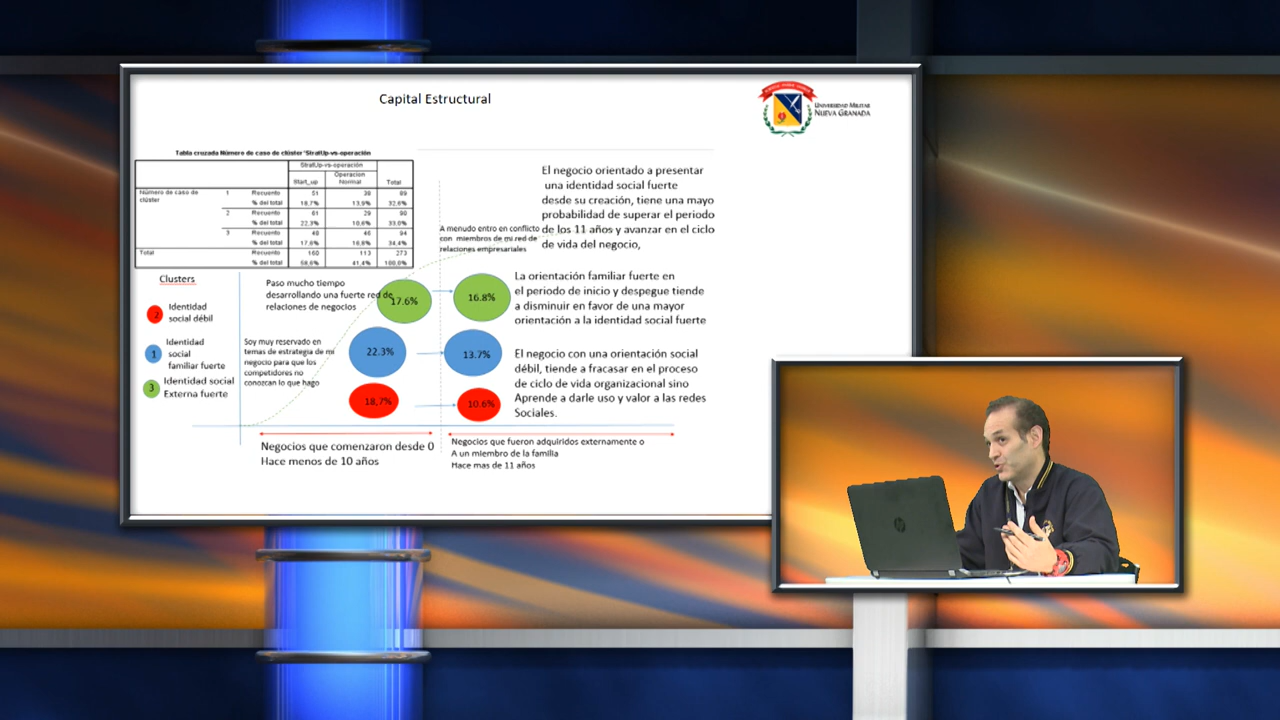 Capital Estructural
UNIVERSIDAD MILITAR
NUEVA GRANADA
Tabla cruzada Número de caso de clúster*StratUp-vs-operación
StratUp-vs-operación
Start_up
Operacion
Normal
Total
Número de caso de
clúster
1 Recuento 51 38 89
% del total 18,7% 13,9% 32,6%
2 Recuento 61 29 90
% del total 22,3% 10,6% 33,0%
3 Recuento 48 46 94
% del total 17,6% 16,8% 34,4%
Total Recuento 160 113 273
% del total 58,6% 41,4% 100,0%
El negocio orientado a presentar
una identidad social fuerte
desde su creación, tiene una mayo
probabilidad de superar el periodo
de los 11 años y avanzar en el ciclo
de vida del negocio,
A menudo entro en conflicto
con miembros de mi red de
relaciones empresariales
Clusters
2
Identidad
social débil
1
Identidad
social
familiar fuerte
3
Identidad social
Externa fuerte
Paso mucho tiempo
desarrollando una fuerte red de
relaciones de negocios
Soy muy reservado en
temas de estrategia de mi
negocio para que los
competidores no
conozcan lo que hago
17.6%
16.8%
22.3%
13.7%
18,7%
10.6%
La orientación familiar fuerte en
el periodo de inicio y despegue tiende
a disminuir en favor de una mayor
orientación a la identidad social fuerte
El negocio con una orientación social
débil, tiende a fracasar en el proceso
de ciclo de vida organizacional sino
Aprende a darle uso y valor a las redes
Sociales.
Negocios que comenzaron desde 0
Hace menos de 10 años
Negocios que fueron adquiridos externamente o
A un miembro de la familia
Hace mas de 11 años
hp